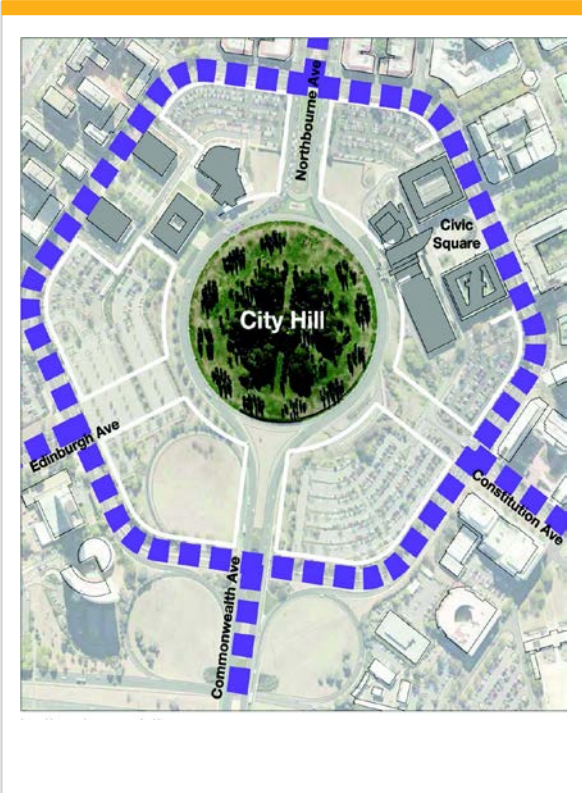 Northbourne Ave
Civic
Square
City Hill
Edinburgh Ave
Constitution Ave
Commonwealth Ave